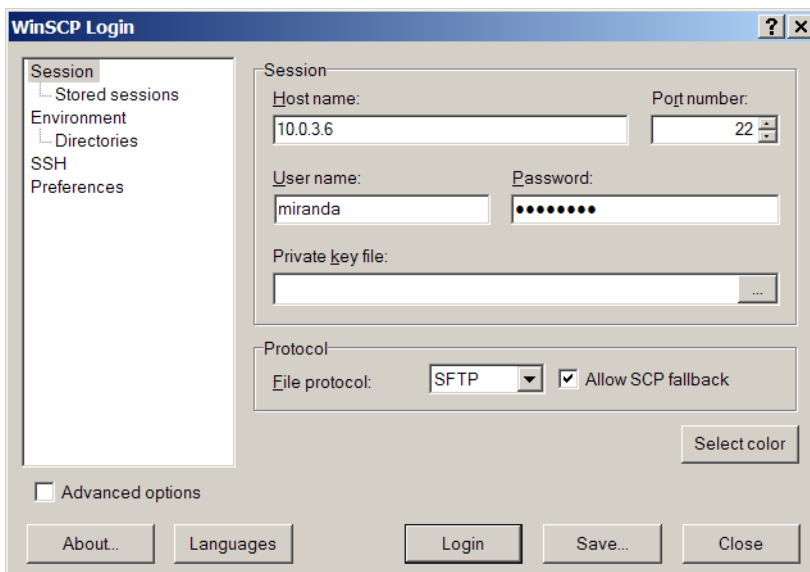 WinSCP Login
Session
Stored sessions
Environment
Directories
SSH
Preferences
Session
Host name:
Port number:
10.0.3.6
22
User name:
Password:
miranda
●●●●●●●●
Private key file:
...
Protocol
File protocol:
SFTP
Allow SCP fallback
Select color
Advanced options
About...
Languages
Login
Save...
Close